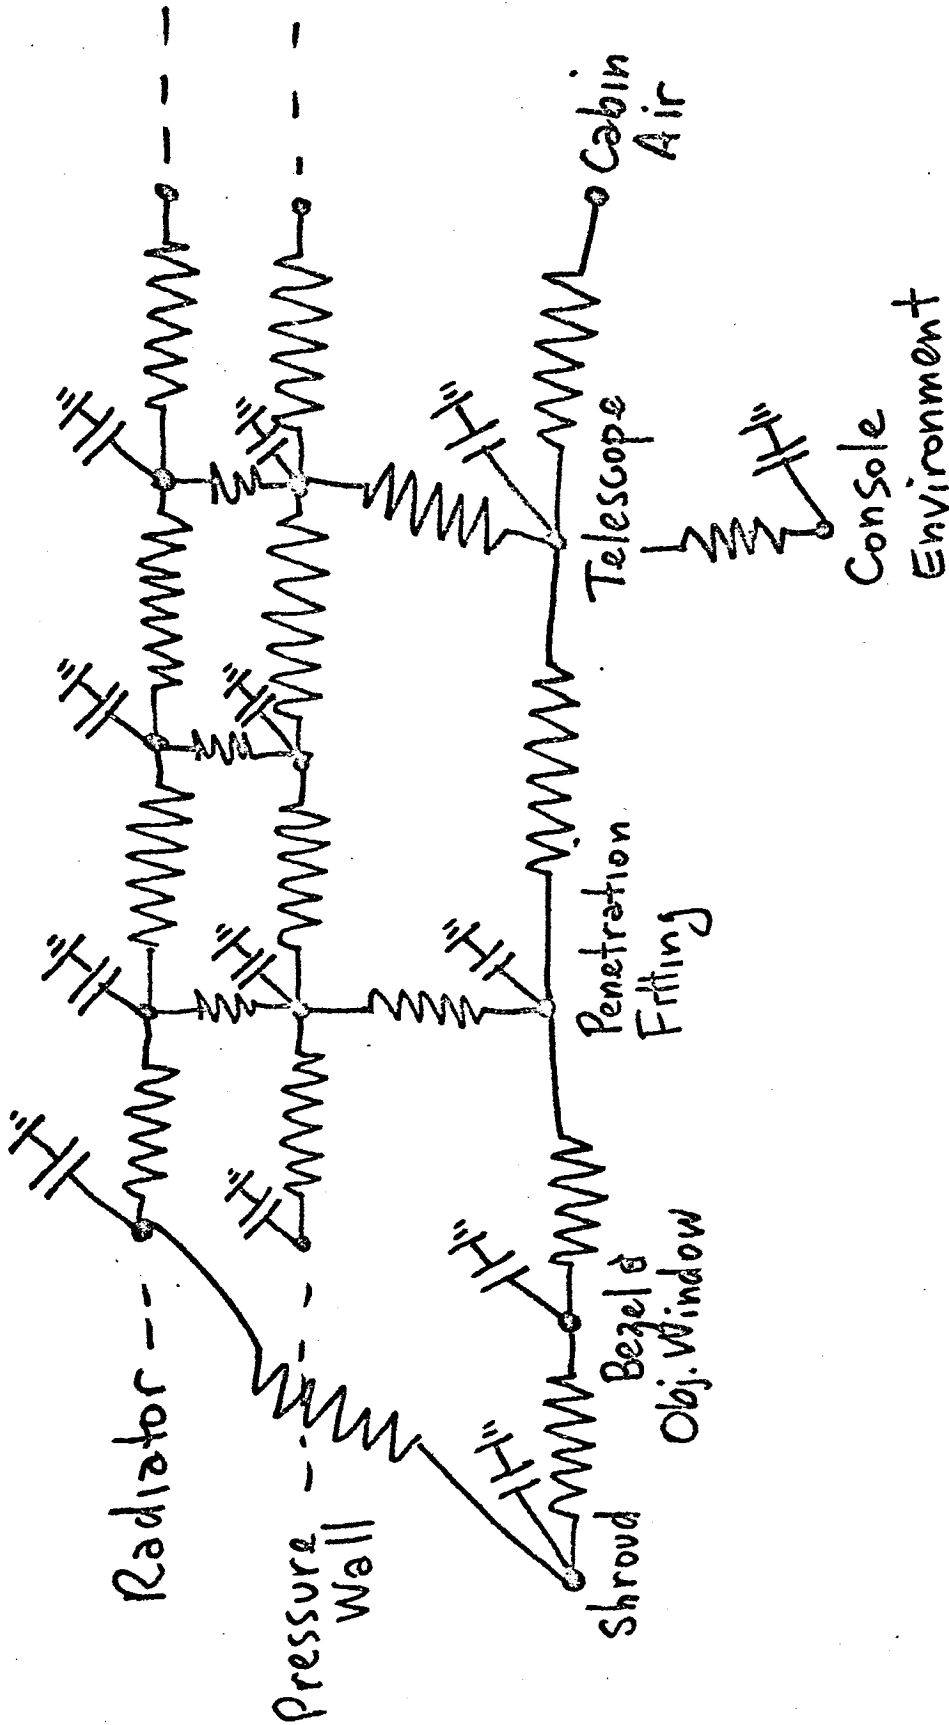 Radiator
Pressure
Wall
Shroud
Bezel &
Obj. Window
Penetration
Fitting
Telescope
Cabin
Air
Console
Environment